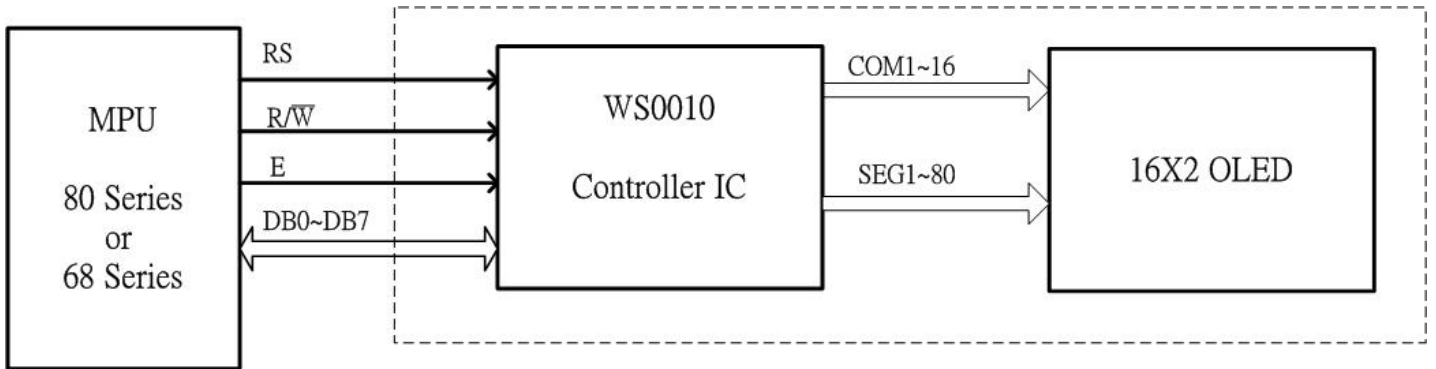 MPU
80 Series
or
68 Series
RS
R/W̅
E
DB0~DB7
WS0010
Controller IC
COM1~16
SEG1~80
16X2 OLED